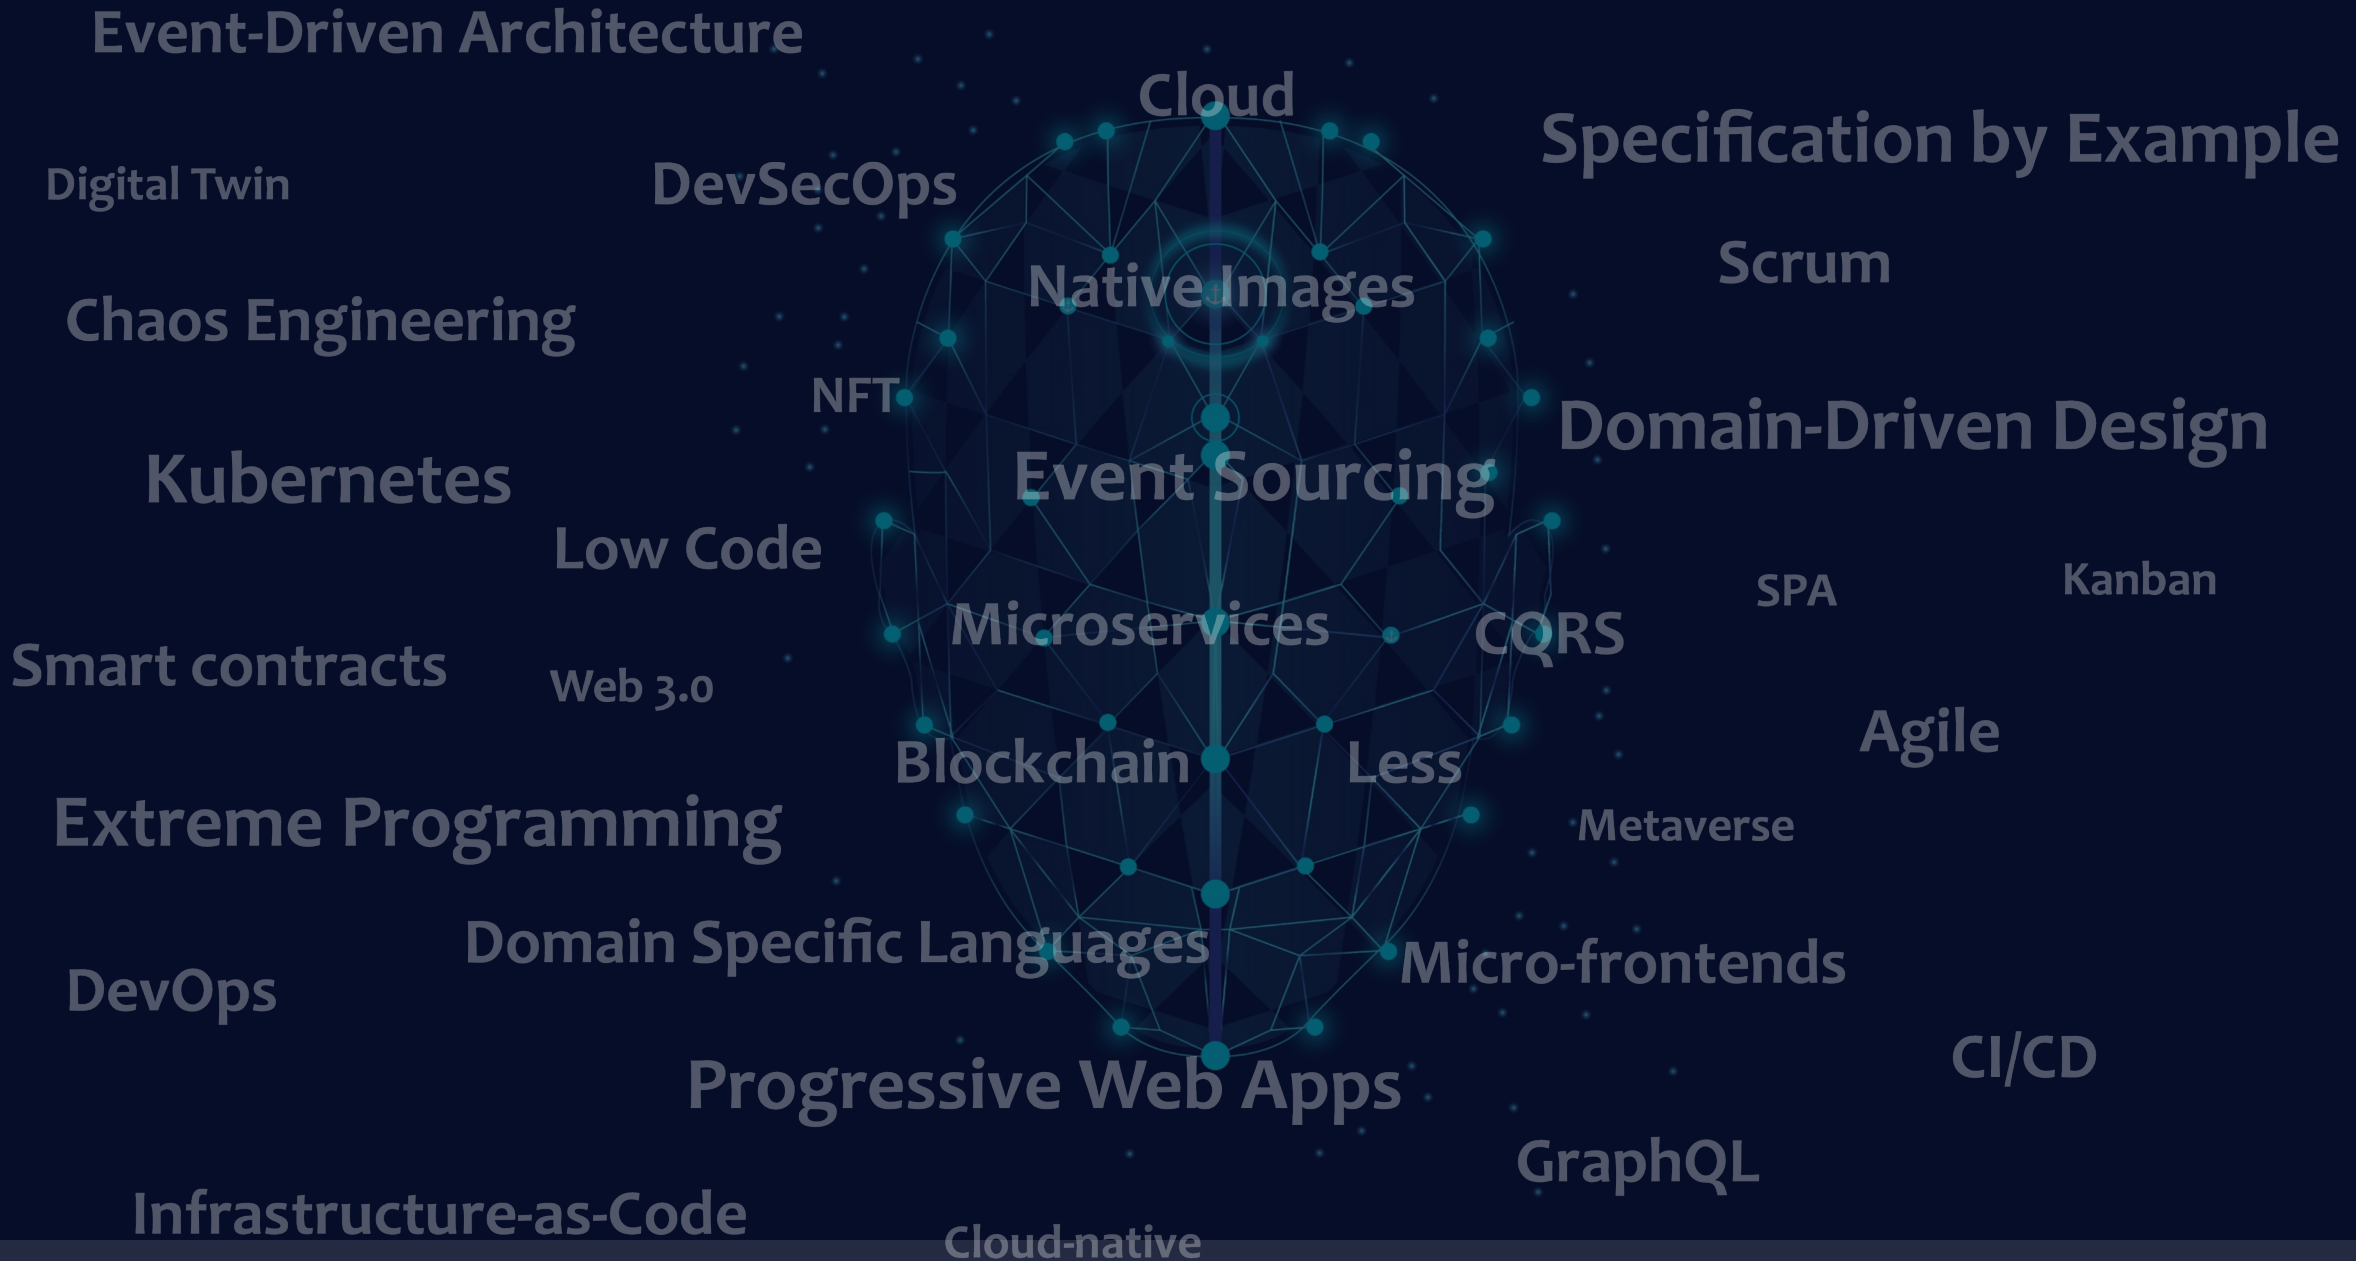 Event-Driven Architecture
Cloud
Specification by Example
Digital Twin
DevSecOps
Scrum
Native Images
Chaos Engineering
NFT
Domain-Driven Design
Kubernetes
Event Sourcing
Low Code
SPA
Kanban
Microservices
CQRS
Smart contracts
Web 3.0
Agile
Blockchain
Less
Extreme Programming
Metaverse
Domain Specific Languages
Micro-frontends
DevOps
CI/CD
Progressive Web Apps
GraphQL
Infrastructure-as-Code
Cloud-native